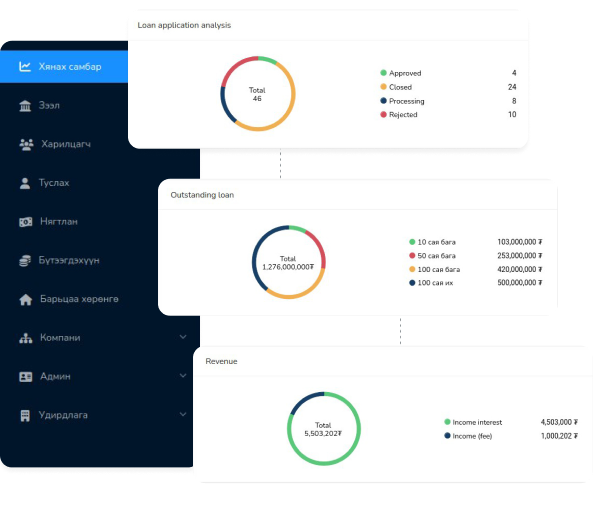 Loan application analysis
Total
46
Approved 4
Closed 24
Processing 8
Rejected 10
Хянах самбар
Зээл
Харилцагч
Туслах
Нягтлан
Бүтээгдэхүүн
Барьцаа хөрөнгө
Компани
Админ
Удирдлага
Outstanding loan
Total
1,276,000,000₮
10 сая бага 103,000,000 ₮
50 сая бага 253,000,000 ₮
100 сая бага 420,000,000 ₮
100 сая их 500,000,000 ₮
Revenue
Total
5,503,202₮
Income interest 4,503,000 ₮
Income (fee) 1,000,202 ₮